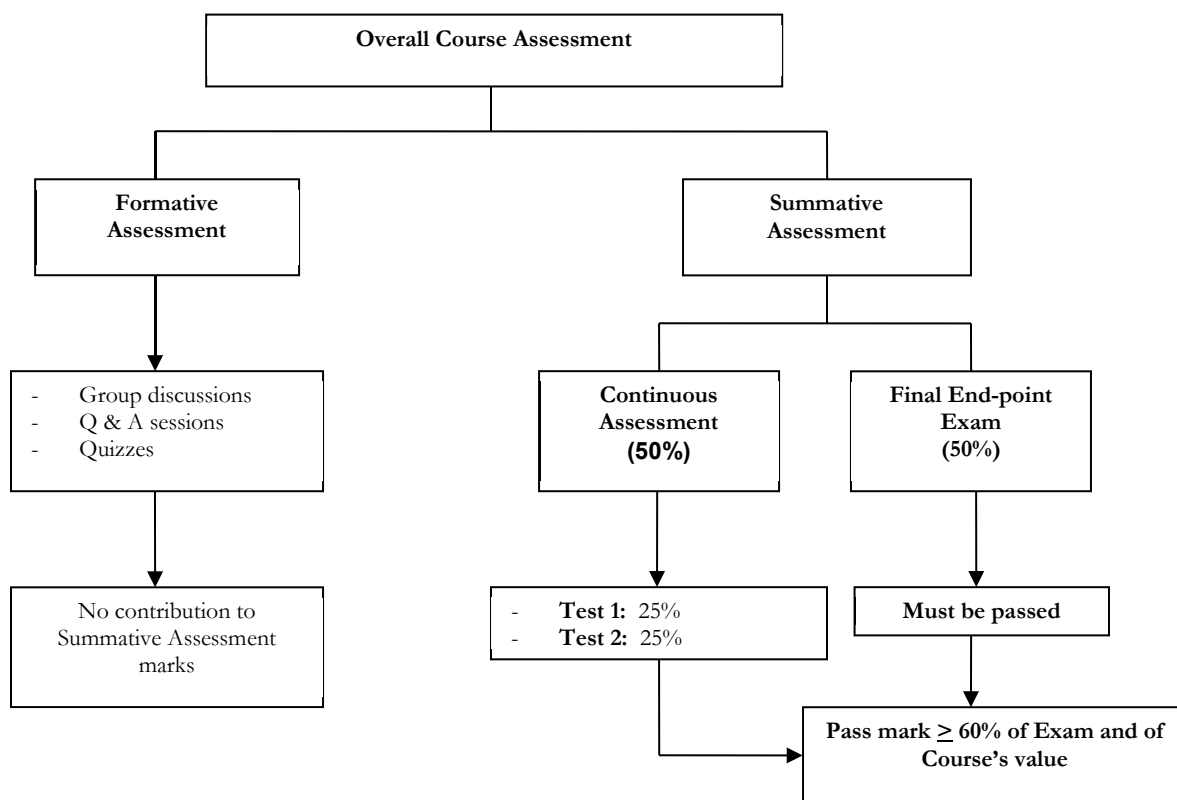 Overall Course Assessment
Formative
Assessment
Summative
Assessment
- Group discussions
- Q & A sessions
- Quizzes
Continuous
Assessment
(50%)
Final End-point
Exam
(50%)
No contribution to
Summative Assessment
marks
- Test 1: 25%
- Test 2: 25%
Must be passed
Pass mark ≥ 60% of Exam and of
Course's value